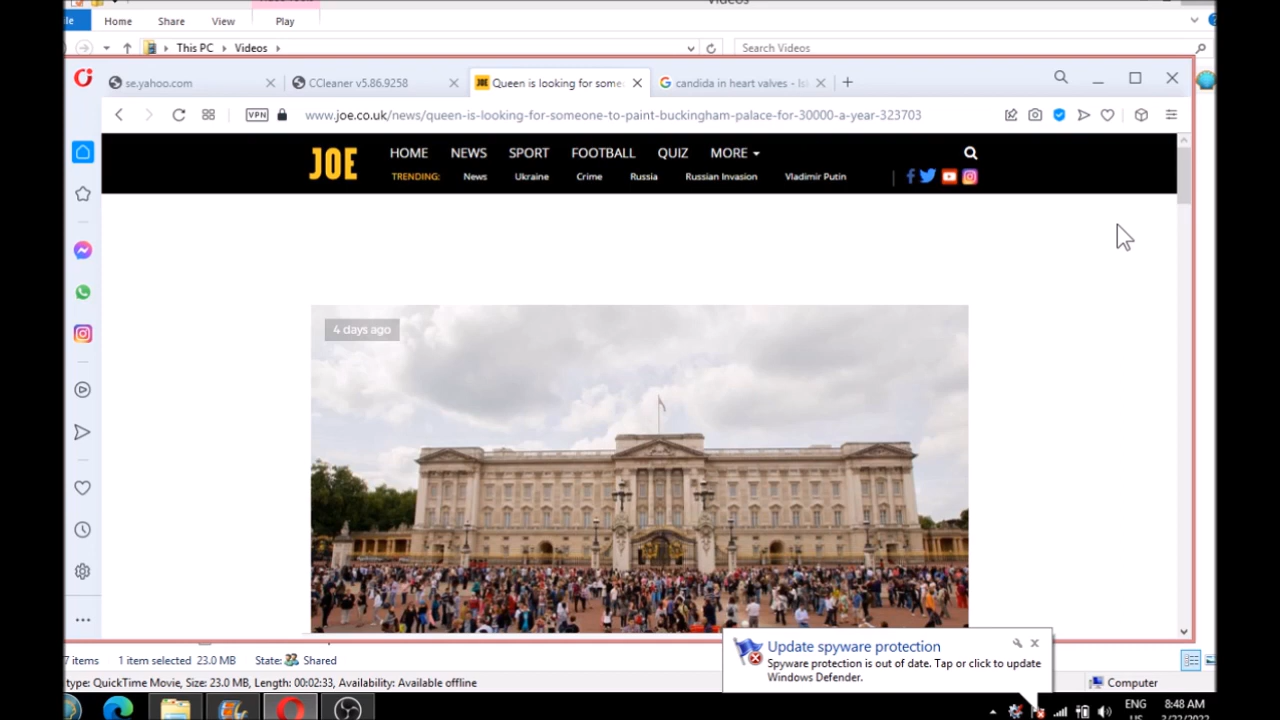 Videos
Home Share View Play
This PC Videos Search Videos
se.yahoo.com CCleaner v5.86.9258 Queen is looking for some candida in heart valves -
VPN www.joe.co.uk/news/queen-is-looking-for-someone-to-paint-buckingham-palace-for-30000-a-year-323703
JOE HOME NEWS SPORT FOOTBALL QUIZ MORE
TRENDING: News Ukraine Crime Russia Russian Invasion Vladimir Putin
4 days ago
Update spyware protection
Spyware protection is out of date. Tap or click to update
Windows Defender.
7 items 1 item selected 23.0 MB State: Shared
type: QuickTime Movie, Size: 23.0 MB, Length: 00:02:33, Availability: Available offline
Computer
ENG 8:48 AM